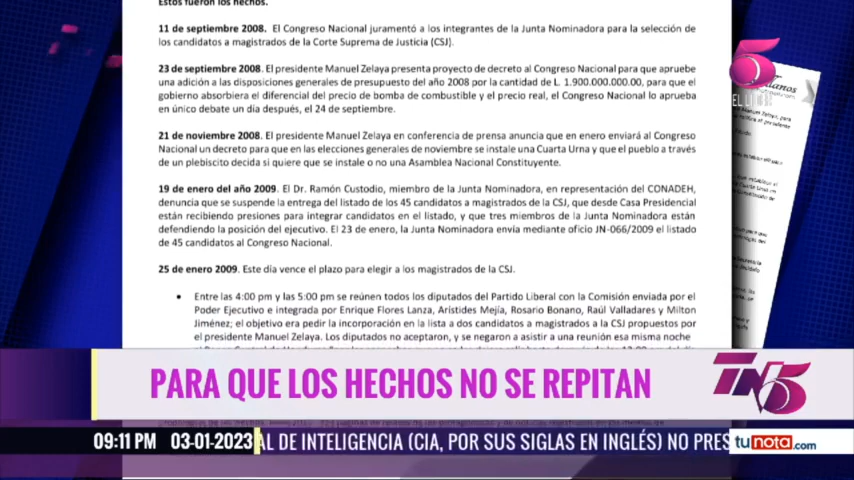 Estos fueron los hechos.
11 de septiembre 2008. El Congreso Nacional juramentó a los integrantes de la Junta Nominadora para la selección de
los candidatos a magistrados de la Corte Suprema de Justicia (CSJ).
23 de septiembre 2008. El presidente Manuel Zelaya presenta proyecto de decreto al Congreso Nacional para que apruebe
una adición a las disposiciones generales de presupuesto del año 2008 por la cantidad de L. 1.900.000.000.00, para que el
gobierno absorbiera el diferencial del precio de bomba de combustible y el precio real, el Congreso Nacional lo aprueba
en único debate un día después, el 24 de septiembre.
21 de noviembre 2008. El presidente Manuel Zelaya en conferencia de prensa anuncia que en enero enviará al Congreso
Nacional un decreto para que en las elecciones generales de noviembre se instale una Cuarta Urna y que el pueblo a través
de un plebiscito decida si quiere que se instale o no una Asamblea Nacional Constituyente.
19 de enero del año 2009. El Dr. Ramón Custodio, miembro de la Junta Nominadora, en representación del CONADEH,
denuncia que se suspende la entrega del listado de los 45 candidatos a magistrados de la CSJ, que desde Casa Presidencial
están recibiendo presiones para integrar candidatos en el listado, y que tres miembros de la Junta Nominadora están
defendiendo la posición del ejecutivo. El 23 de enero, la Junta Nominadora envía mediante oficio JN-066/2009 el listado
de 45 candidatos al Congreso Nacional.
25 de enero 2009. Este día vence el plazo para elegir a los magistrados de la CSJ.
• Entre las 4:00 pm y las 5:00 pm se reúnen todos los diputados del Partido Liberal con la Comisión enviada por el
Poder Ejecutivo e integrada por Enrique Flores Lanza, Arístides Mejía, Rosario Bonano, Raúl Valladares y Milton
Jiménez; el objetivo era pedir la incorporación en la lista a dos candidatos a magistrados a la CSJ propuestos por
el presidente Manuel Zelaya. Los diputados no aceptaron, y se negaron a asistir a una reunión esa misma noche
5
PARA QUE LOS HECHOS NO SE REPITAN
TN5
09:11 PM 03-01-2023 AL DE INTELIGENCIA (CIA, POR SUS SIGLAS EN INGLÉS) NO PRES
tunota.com